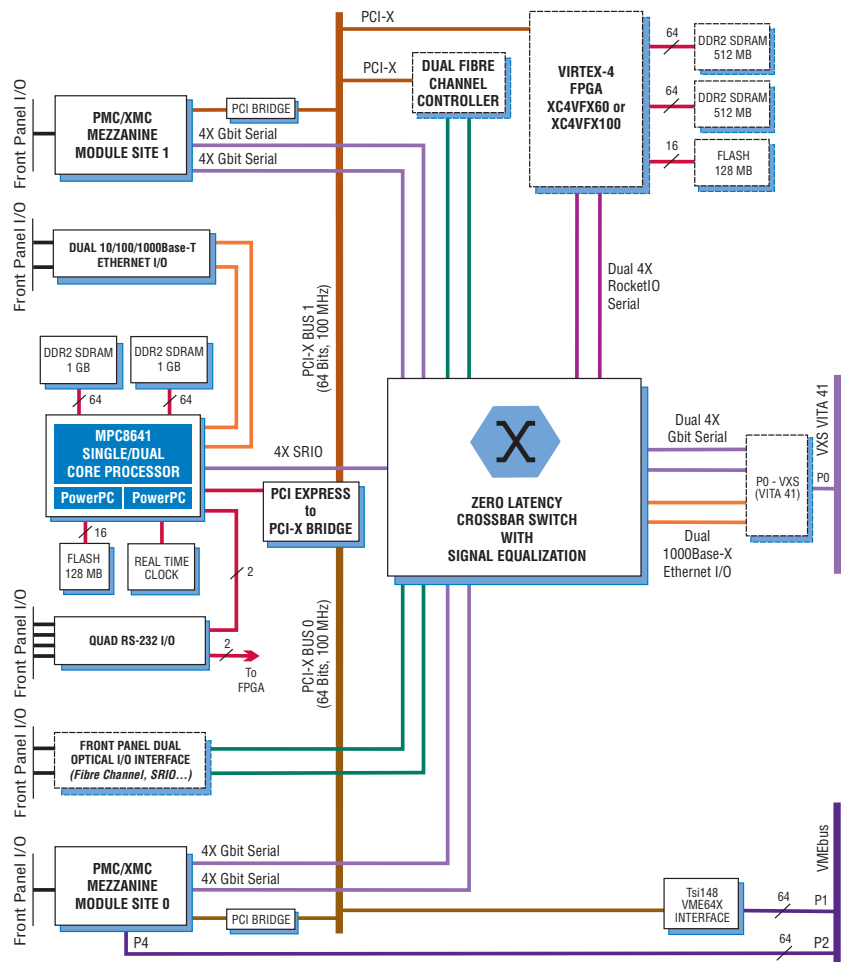 PCI-X
PCI-X
DUAL FIBRE
CHANNEL
CONTROLLER
VIRTEX-4
FPGA
XC4VFX60 or
XC4VFX100
64
DDR2 SDRAM
512 MB
64
DDR2 SDRAM
512 MB
16
FLASH
128 MB
Front Panel I/O
PMC/XMC
MEZZANINE
MODULE SITE 1
PCI BRIDGE
4X Gbit Serial
4X Gbit Serial
Front Panel I/O
DUAL 10/100/1000Base-T
ETHERNET I/O
Dual 4X
RocketIO
Serial
PCI-X BUS 1
(64 Bits, 100 MHz)
DDR2 SDRAM
1 GB
DDR2 SDRAM
1 GB
64
64
MPC8641
SINGLE/DUAL
CORE PROCESSOR
PowerPC
PowerPC
4X SRIO
PCI EXPRESS
to
PCI-X BRIDGE
16
FLASH
128 MB
REAL TIME
CLOCK
2
X
ZERO LATENCY
CROSSBAR SWITCH
WITH
SIGNAL EQUALIZATION
Dual 4X
Gbit Serial
Dual
1000Base-X
Ethernet I/O
P0 - VXS
(VITA 41)
P0
VXS VITA 41
Front Panel I/O
QUAD RS-232 I/O
2
To
FPGA
PCI-X BUS 0
(64 Bits, 100 MHz)
Front Panel I/O
FRONT PANEL DUAL
OPTICAL I/O INTERFACE
(Fibre Channel, SRIO...)
Front Panel I/O
PMC/XMC
MEZZANINE
MODULE SITE 0
4X Gbit Serial
4X Gbit Serial
PCI BRIDGE
P4
Tsi148
VME64X
INTERFACE
64
P1
64
P2
VMEbus